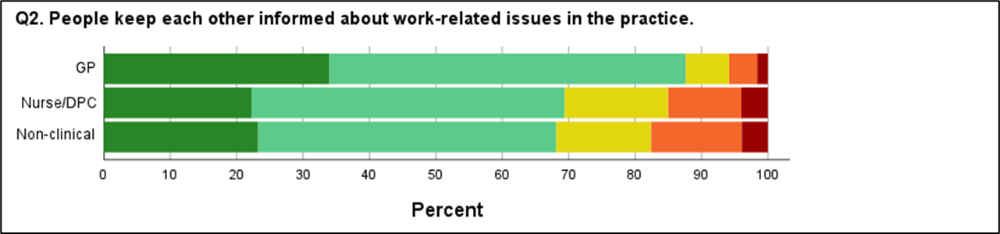 Q2. People keep each other informed about work-related issues in the practice.
GP
Nurse/DPC
Non-clinical
0 10 20 30 40 50 60 70 80 90 100
Percent